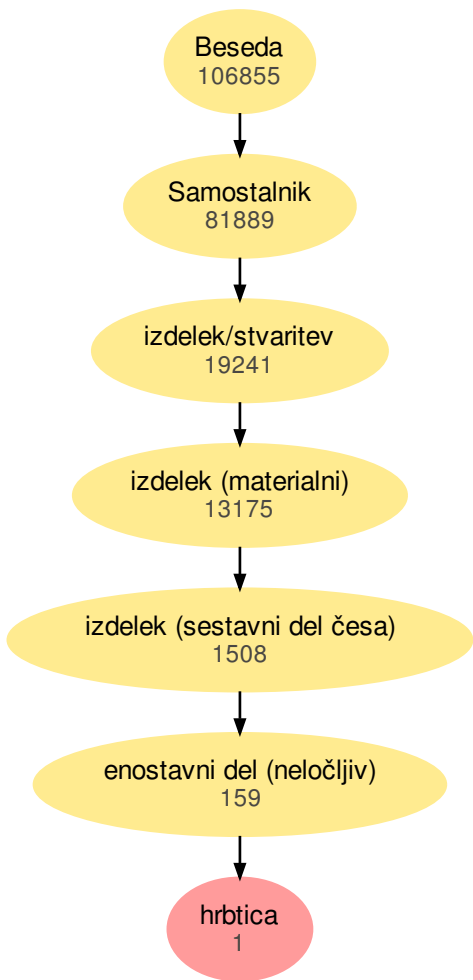 Beseda
106855
Samostalnik
81889
izdelek/stvaritev
19241
izdelek (materialni)
13175
izdelek (sestavni del česa)
1508
enostavni del (neločljiv)
159
hrbtica
1